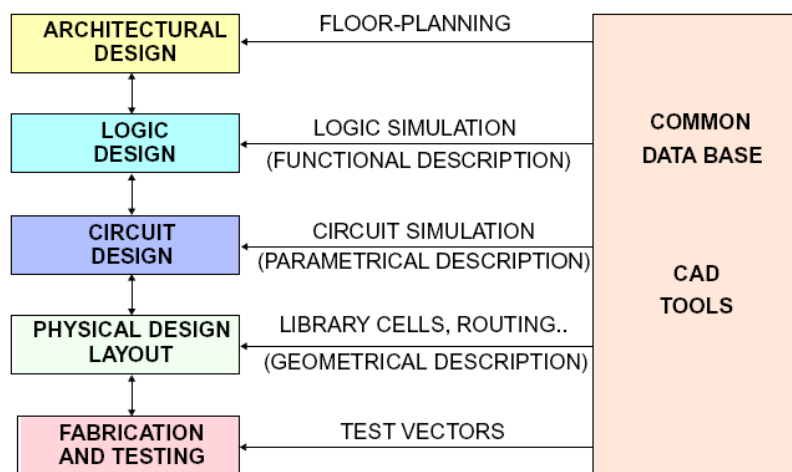 ARCHITECTURAL
DESIGN
FLOOR-PLANNING
LOGIC
DESIGN
LOGIC SIMULATION
(FUNCTIONAL DESCRIPTION)
CIRCUIT
DESIGN
CIRCUIT SIMULATION
(PARAMETRICAL DESCRIPTION)
PHYSICAL DESIGN
LAYOUT
LIBRARY CELLS, ROUTING..
(GEOMETRICAL DESCRIPTION)
FABRICATION
AND TESTING
TEST VECTORS
COMMON
DATA BASE
CAD
TOOLS